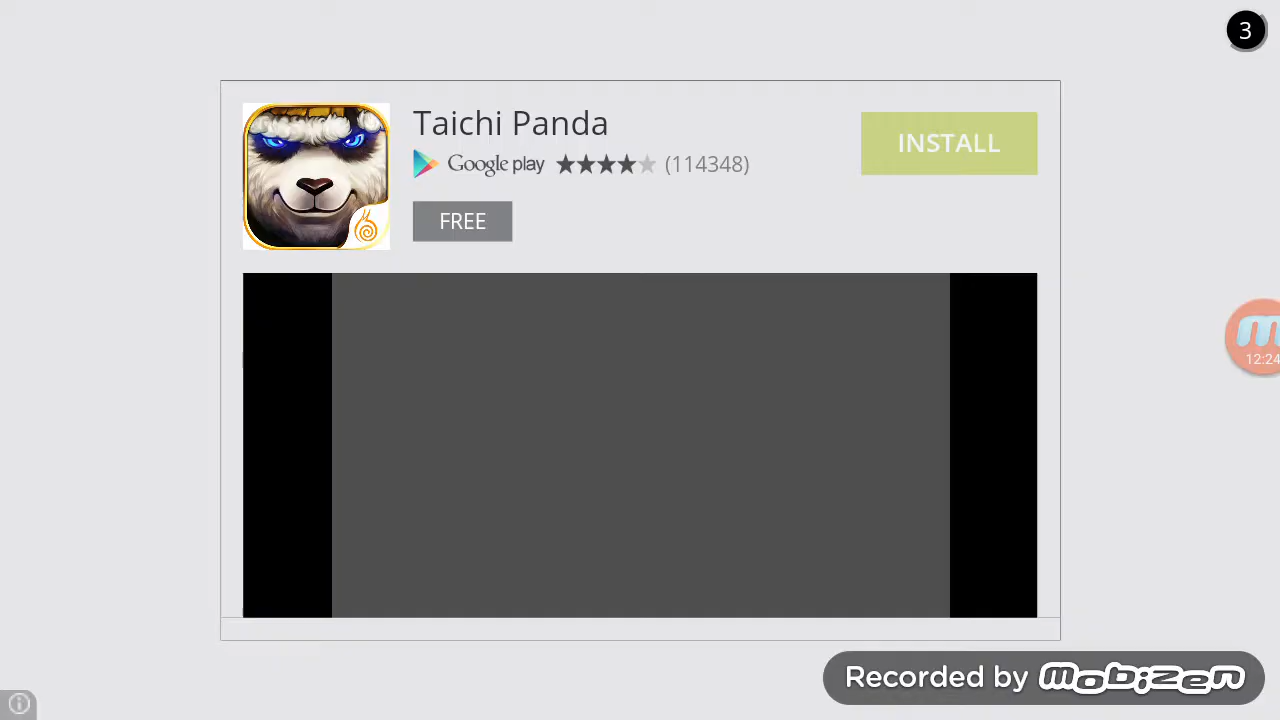 3
Taichi Panda
INSTALL
Google play (114348)
FREE
12:24
Recorded by mobizen